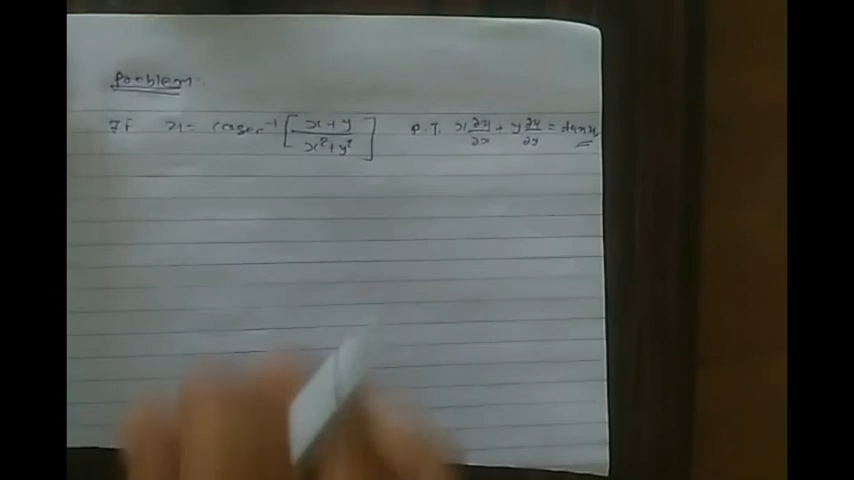 Problem:
If u = cosec⁻¹ [ x + y / x² + y² ] P.T. x ∂u/∂x + y ∂u/∂y = tan u